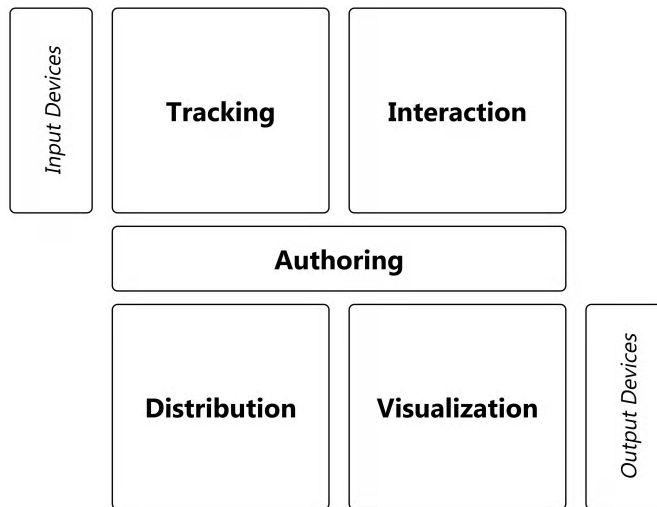 Input Devices
Tracking
Interaction
Authoring
Distribution
Visualization
Output Devices